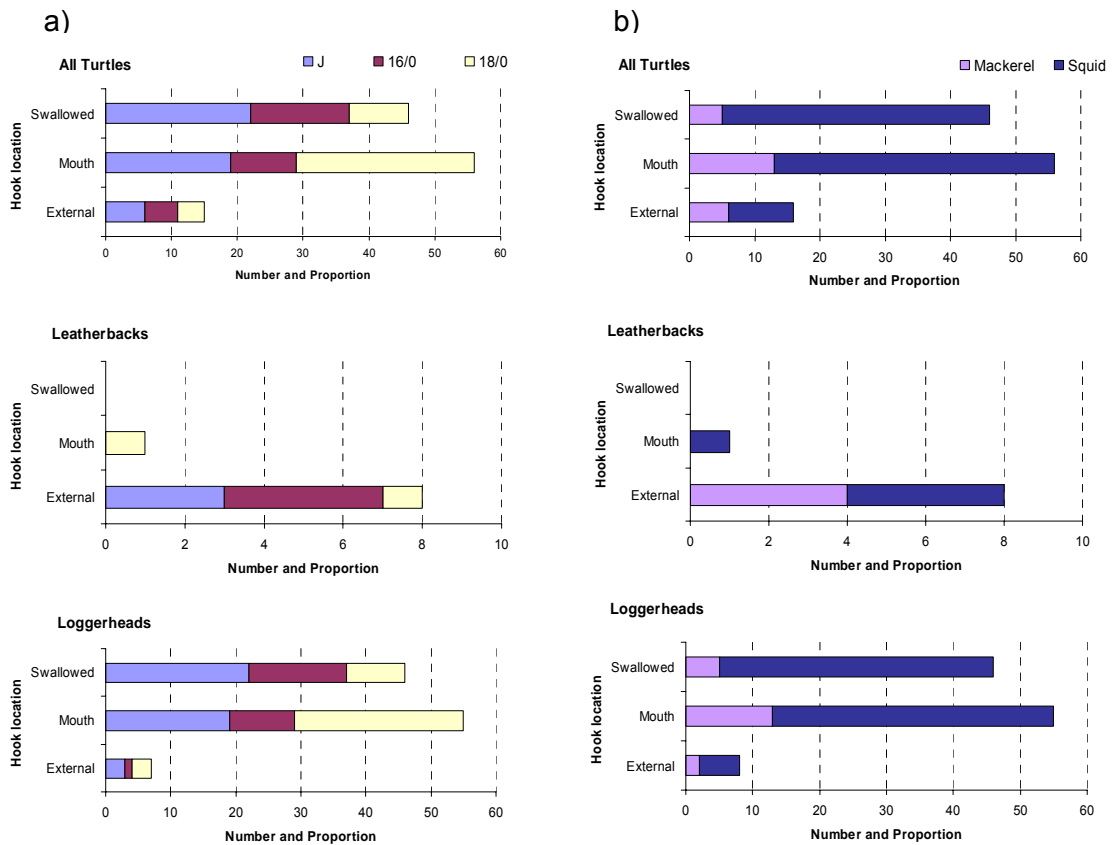 a)
All Turtles
J 16/0 18/0
Hook location
Swallowed
Mouth
External
0 10 20 30 40 50 60
Number and Proportion
Leatherbacks
Hook location
Swallowed
Mouth
External
0 2 4 6 8 10
Number and Proportion
Loggerheads
Hook location
Swallowed
Mouth
External
0 10 20 30 40 50 60
Number and Proportion
b)
All Turtles
Mackerel Squid
Hook location
Swallowed
Mouth
External
0 10 20 30 40 50 60
Number and Proportion
Leatherbacks
Hook location
Swallowed
Mouth
External
0 2 4 6 8 10
Number and Proportion
Loggerheads
Hook location
Swallowed
Mouth
External
0 10 20 30 40 50 60
Number and Proportion